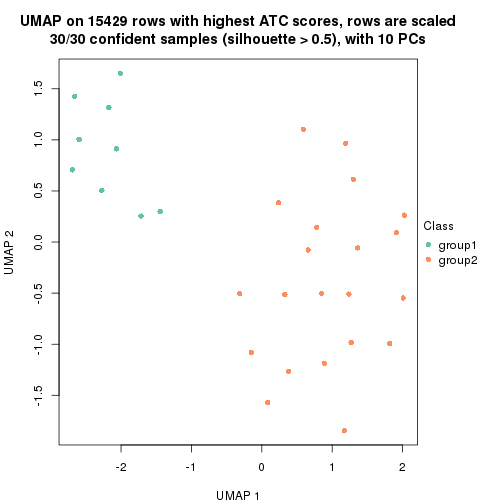 UMAP on 15429 rows with highest ATC scores, rows are scaled
30/30 confident samples (silhouette > 0.5), with 10 PCs
1.5
1.0
0.5
0.0
-0.5
-1.0
-1.5
UMAP 2
Class
group1
group2
-2
-1
0
1
2
UMAP 1